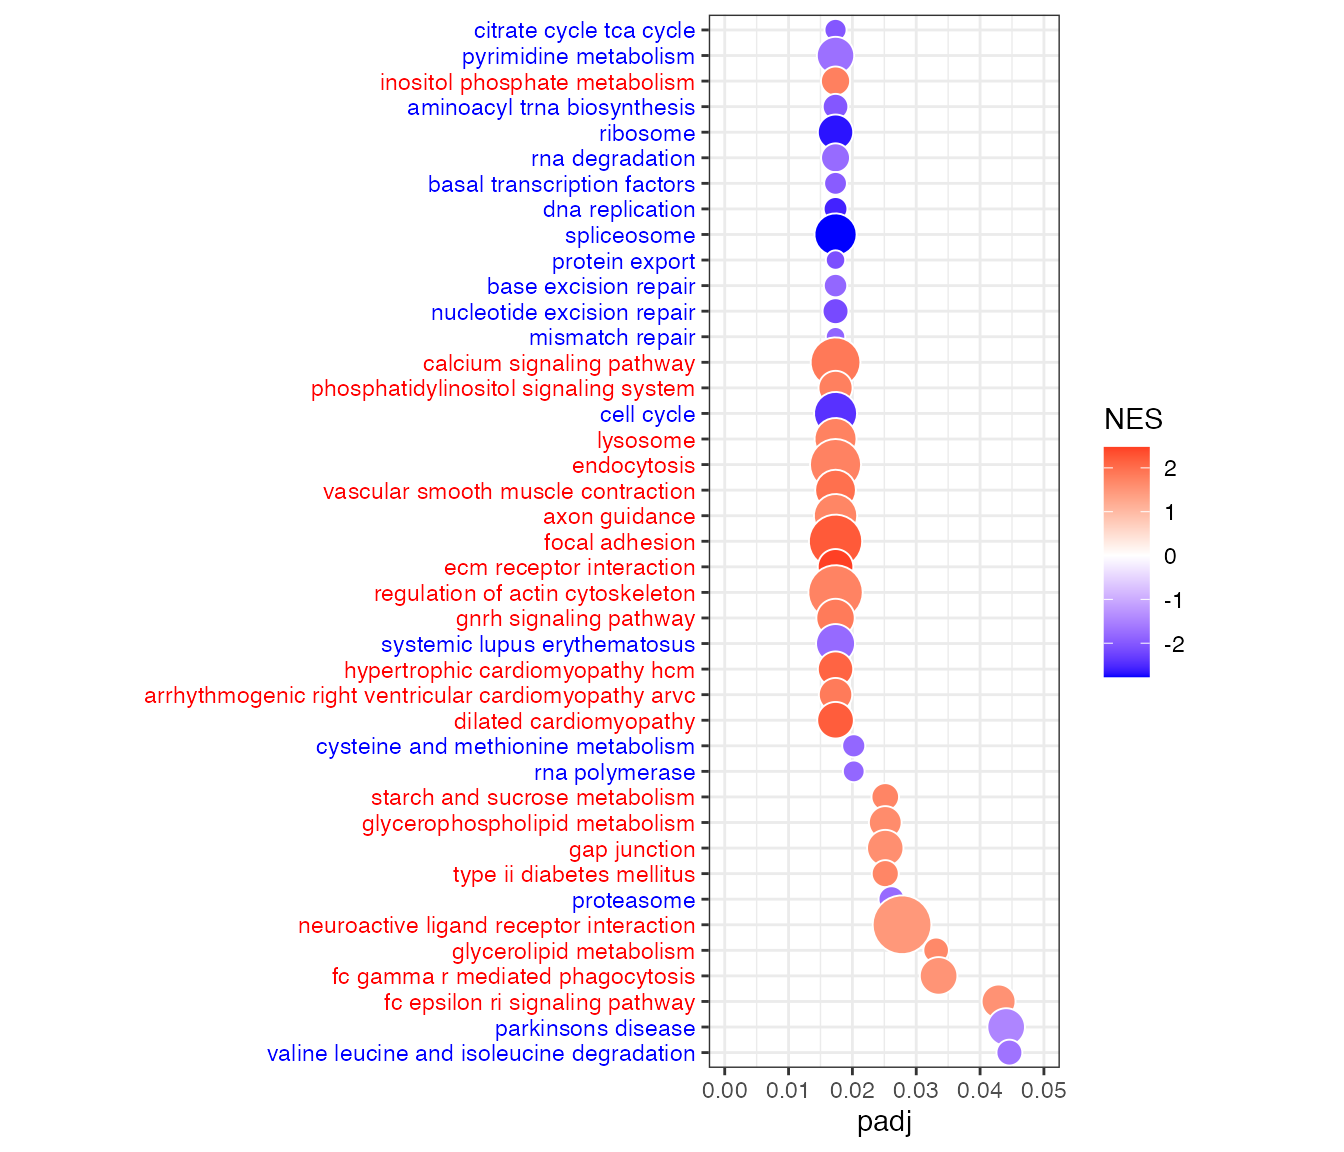 citrate cycle tca cycle
pyrimidine metabolism
inositol phosphate metabolism
aminoacyl trna biosynthesis
ribosome
rna degradation
basal transcription factors
dna replication
spliceosome
protein export
base excision repair
nucleotide excision repair
mismatch repair
calcium signaling pathway
phosphatidylinositol signaling system
cell cycle
lysosome
endocytosis
vascular smooth muscle contraction
axon guidance
focal adhesion
ecm receptor interaction
regulation of actin cytoskeleton
gnrh signaling pathway
systemic lupus erythematosus
hypertrophic cardiomyopathy hcm
arrhythmogenic right ventricular cardiomyopathy arvc
dilated cardiomyopathy
cysteine and methionine metabolism
rna polymerase
starch and sucrose metabolism
glycerophospholipid metabolism
gap junction
type ii diabetes mellitus
proteasome
neuroactive ligand receptor interaction
glycerolipid metabolism
fc gamma r mediated phagocytosis
fc epsilon ri signaling pathway
parkinsons disease
valine leucine and isoleucine degradation
0.00 0.01 0.02 0.03 0.04 0.05
padj
NES
2
1
0
-1
-2